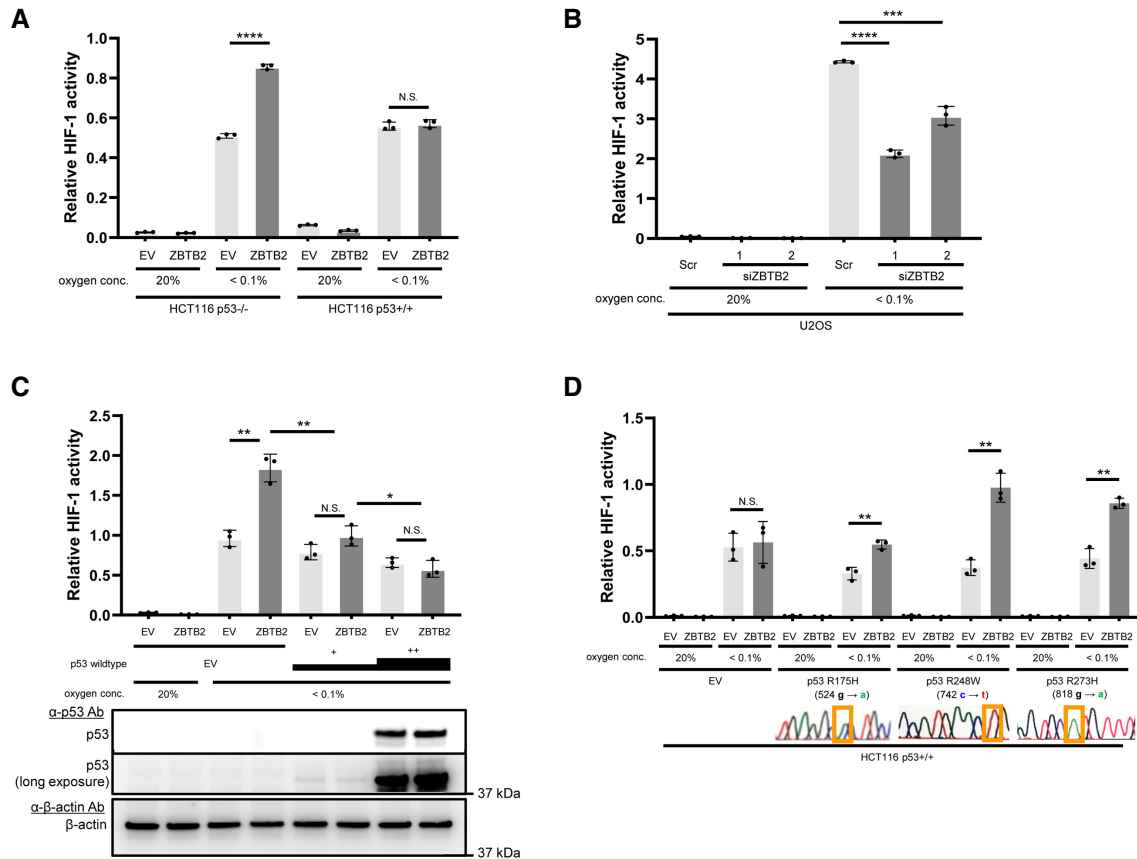 A
Relative HIF-1 activity
1.0
0.8
0.6
0.4
0.2
0.0
****
N.S.
EV ZBTB2 EV ZBTB2 EV ZBTB2 EV ZBTB2
oxygen conc. 20% < 0.1% 20% < 0.1%
HCT116 p53-/- HCT116 p53+/+
B
Relative HIF-1 activity
5
4
3
2
1
0
***
****
Scr 1 2 Scr 1 2
siZBTB2 siZBTB2
oxygen conc. 20% < 0.1%
U2OS
C
Relative HIF-1 activity
2.5
2.0
1.5
1.0
0.5
0.0
** **
N.S. *
N.S.
EV ZBTB2 EV ZBTB2 EV ZBTB2 EV ZBTB2
p53 wildtype EV + ++
oxygen conc. 20% < 0.1%
α-p53 Ab
p53
p53
(long exposure)
37 kDa
α-β-actin Ab
β-actin
37 kDa
D
Relative HIF-1 activity
1.5
1.0
0.5
0.0
N.S. ** ** **
EV ZBTB2 EV ZBTB2 EV ZBTB2 EV ZBTB2 EV ZBTB2 EV ZBTB2 EV ZBTB2 EV ZBTB2
oxygen conc. 20% < 0.1% 20% < 0.1% 20% < 0.1% 20% < 0.1%
EV p53 R175H p53 R248W p53 R273H
(524 g → a) (742 c → t) (818 g → a)
HCT116 p53+/+